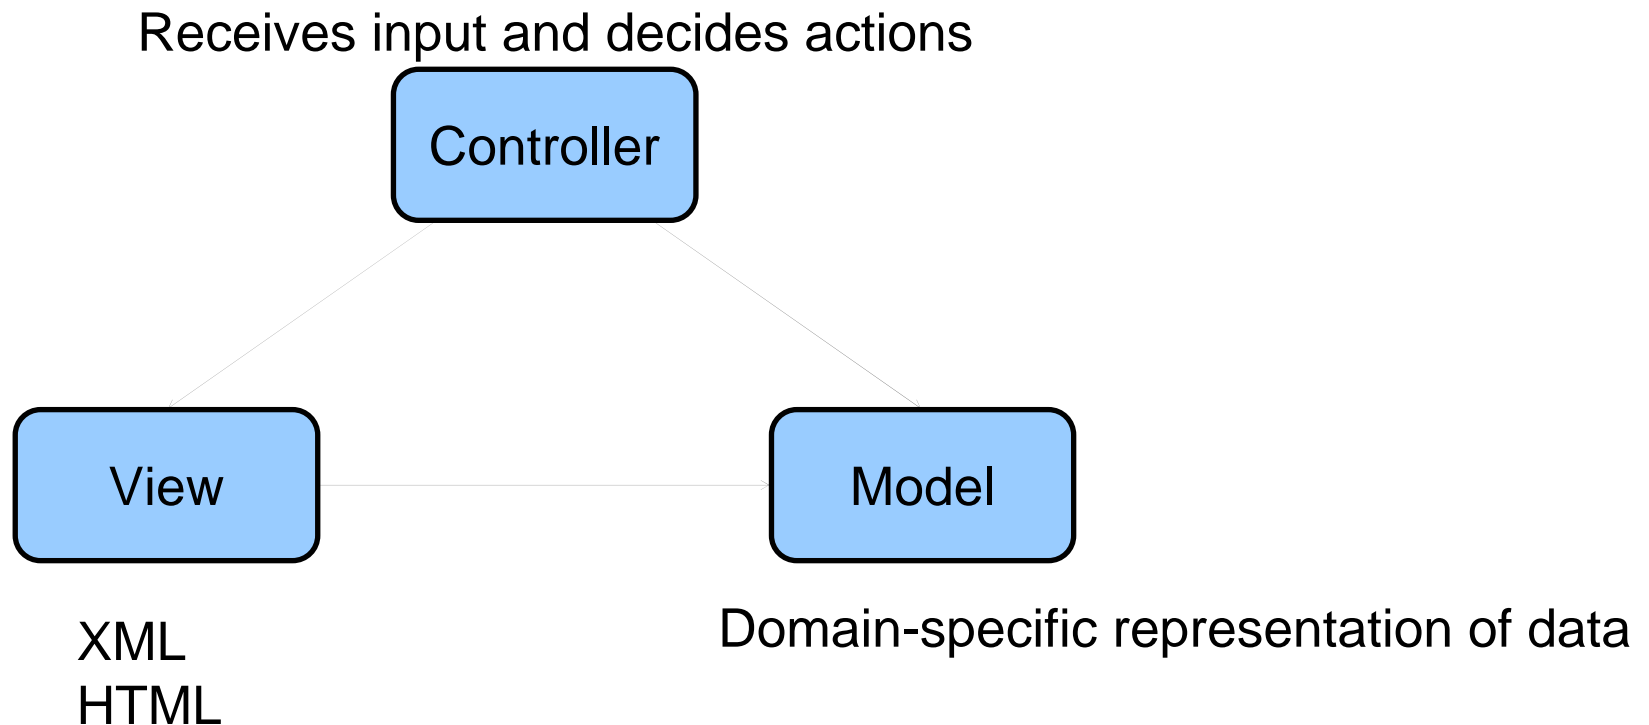 Receives input and decides actions
Controller
View
Model
XML
HTML
Domain-specific representation of data